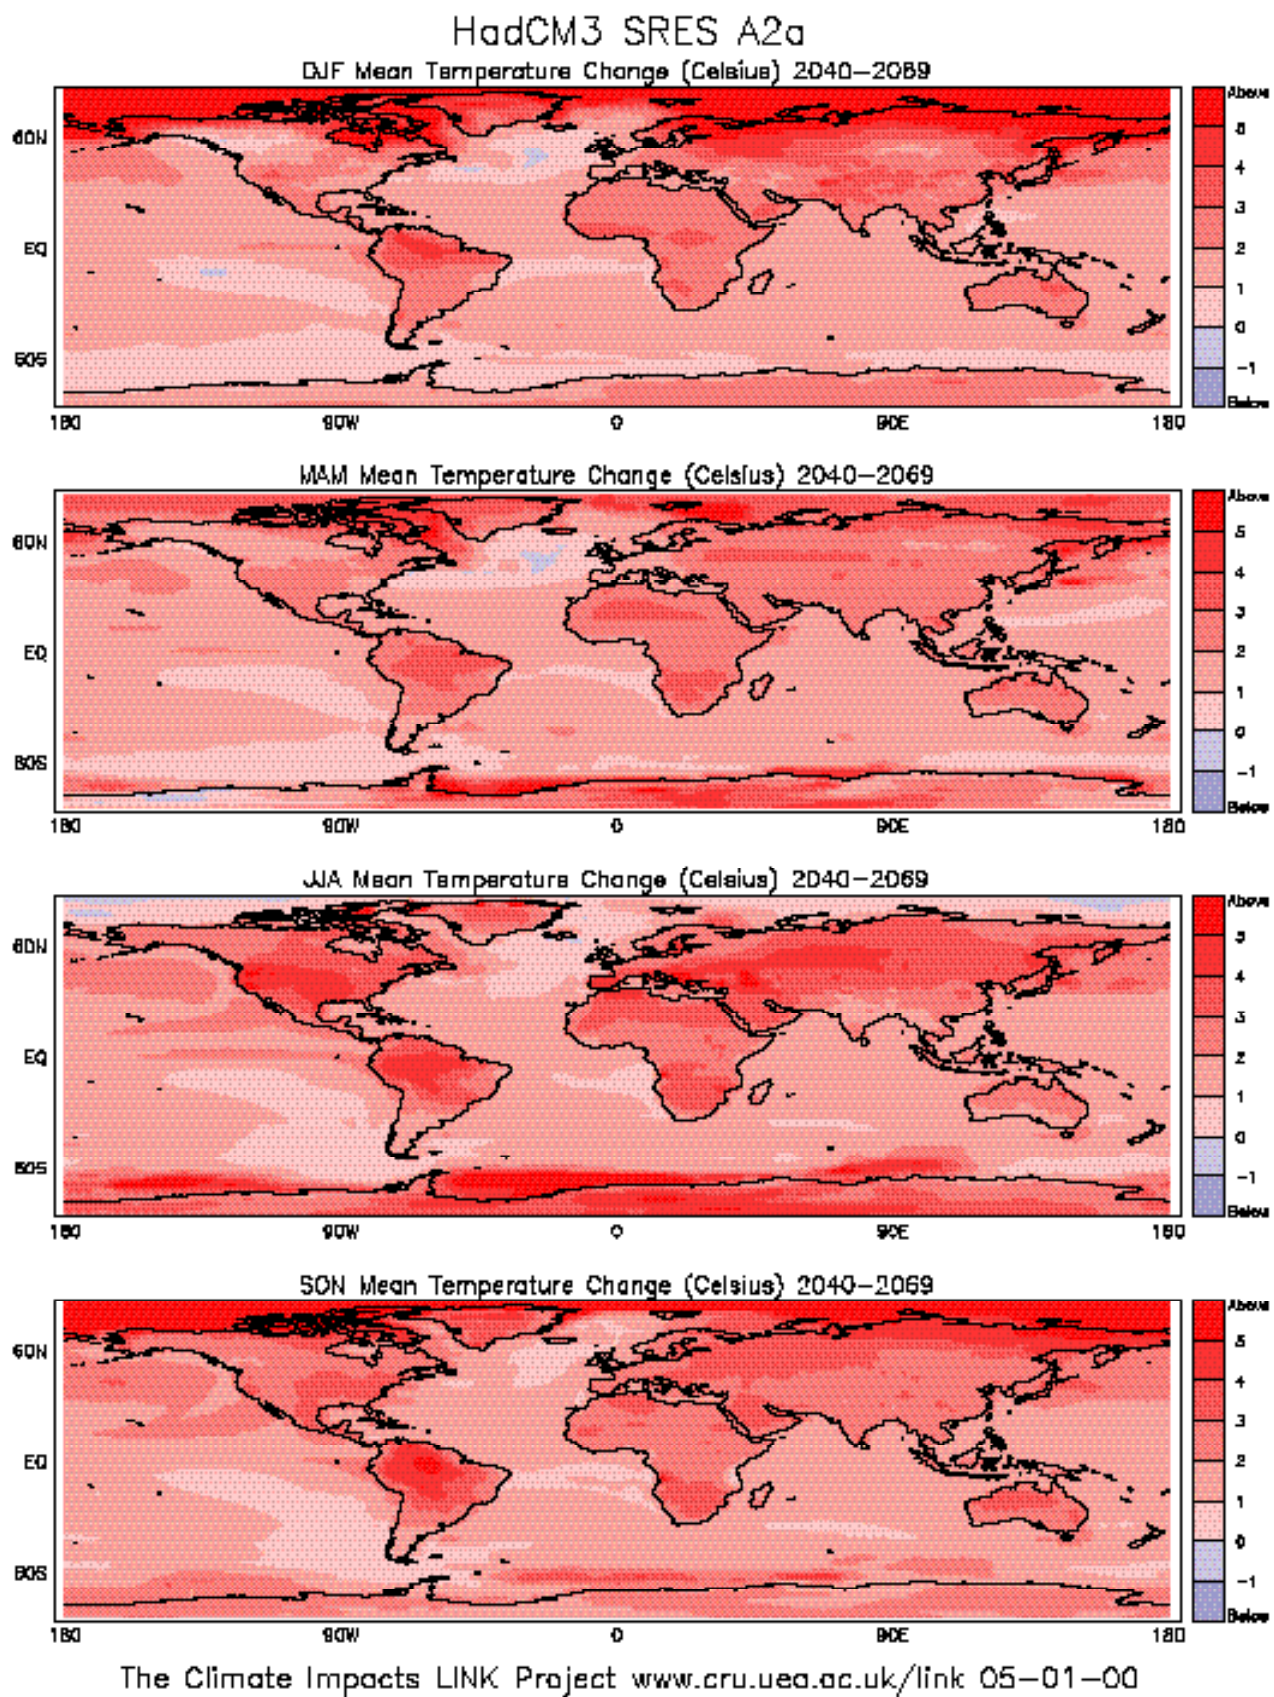 HadCM3 SRES A2a
DJF Mean Temperature Change (Celsius) 2040-2069
60N
EQ
60S
180 90W 0 90E 180
Above
5
4
3
2
1
0
-1
Below
MAM Mean Temperature Change (Celsius) 2040-2069
60N
EQ
60S
180 90W 0 90E 180
Above
5
4
3
2
1
0
-1
Below
JJA Mean Temperature Change (Celsius) 2040-2069
60N
EQ
60S
180 90W 0 90E 180
Above
5
4
3
2
1
0
-1
Below
SON Mean Temperature Change (Celsius) 2040-2069
60N
EQ
60S
180 90W 0 90E 180
Above
5
4
3
2
1
0
-1
Below
The Climate Impacts LINK Project www.cru.uea.ac.uk/link 05-01-00